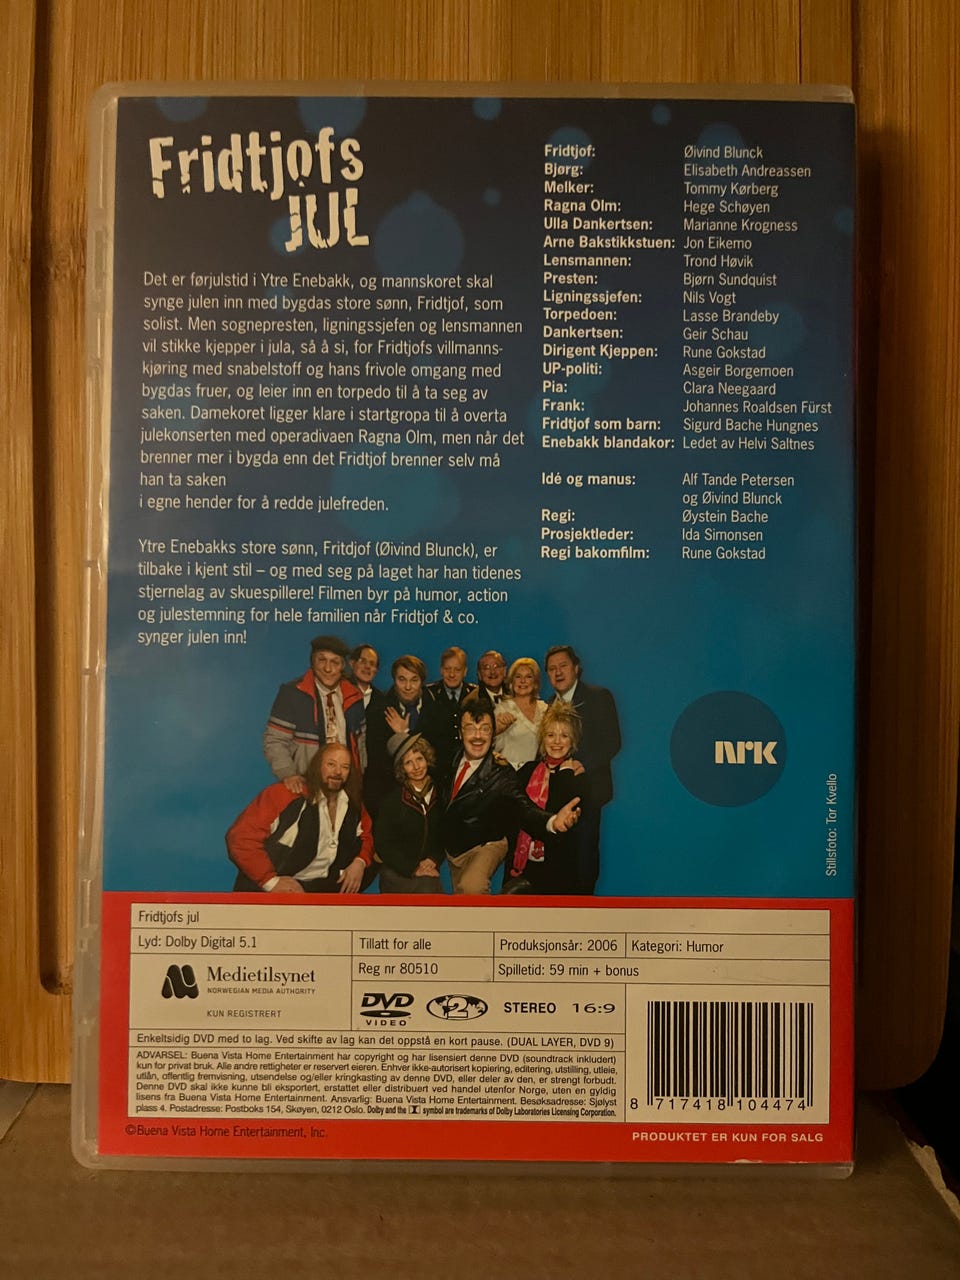 Fridtjofs
JUL
Det er førjulstid i Ytre Enebakk, og mannskoret skal
synge julen inn med bygdas store sønn, Fridtjof, som
solist. Men sognepresten, ligningssjefen og lensmannen
vil stikke kjepper i jula, så å si, for Fridtjofs villmanns-
kjøring med snabelstoff og hans frivole omgang med
bygdas fruer, og leier inn en torpedo til å ta seg av
saken. Damekoret ligger klare i startgropa til å overta
julekonserten med operadivaen Ragna Olm, men når det
brenner mer i bygda enn det Fridtjof brenner selv må
han ta saken
i egne hender for å redde julefreden.
Ytre Enebakks store sønn, Fritdjof (Øivind Blunck), er
tilbake i kjent stil – og med seg på laget har han tidenes
stjernelag av skuespillere! Filmen byr på humor, action
og julestemning for hele familien når Fridtjof & co.
synger julen inn!
Fridtjof: Øivind Blunck
Bjørg: Elisabeth Andreassen
Melker: Tommy Kørberg
Ragna Olm: Hege Schøyen
Ulla Dankertsen: Marianne Krogness
Arne Bakstikkstuen: Jon Eikemo
Lensmannen: Trond Høvik
Presten: Bjørn Sundquist
Ligningssjefen: Nils Vogt
Torpedoen: Lasse Brandeby
Dankertsen: Geir Schau
Dirigent Kjeppen: Rune Gokstad
UP-politi: Asgeir Borgemoen
Pia: Clara Neegaard
Frank: Johannes Roaldsen Fürst
Fridtjof som barn: Sigurd Bache Hungnes
Enebakk blandakor: Ledet av Helvi Saltnes
Idé og manus: Alf Tande Petersen
og Øivind Blunck
Regi: Øystein Bache
Prosjektleder: Ida Simonsen
Regi bakomfilm: Rune Gokstad
NRK
Stillsfoto: Tor Kvello
Fridtjofs jul
Lyd: Dolby Digital 5.1
Tillatt for alle
Produksjonsår: 2006
Kategori: Humor
Medietilsynet
NORWEGIAN MEDIA AUTHORITY
KUN REGISTRERT
Reg nr 80510
Spilletid: 59 min + bonus
DVD
VIDEO
2
STEREO
16:9
Enkeltsidig DVD med to lag. Ved skifte av lag kan det oppstå en kort pause. (DUAL LAYER, DVD 9)
ADVARSEL: Buena Vista Home Entertainment har copyright og har lisensiert denne DVD (soundtrack inkludert)
kun for privat bruk. Alle andre rettigheter er reservert eieren. Enhver ikke-autorisert kopiering, editering, utstilling, utleie,
utlån, offentlig fremvisning, utsendelse og/eller kringkasting av denne DVD, eller deler av den, er strengt forbudt.
Denne DVD skal ikke kunne bli eksportert, erstattet eller distribuert ved handel utenfor Norge, uten en gyldig
lisens fra Buena Vista Home Entertainment. Ansvarlig: Buena Vista Home Entertainment. Besøksadresse: Sjølyst
plass 4. Postadresse: Postboks 154, Skøyen, 0212 Oslo. Dolby and the symbol are trademarks of Dolby Laboratories Licensing Corporation.
8 717418 104474
©Buena Vista Home Entertainment, Inc.
PRODUKTET ER KUN FOR SALG